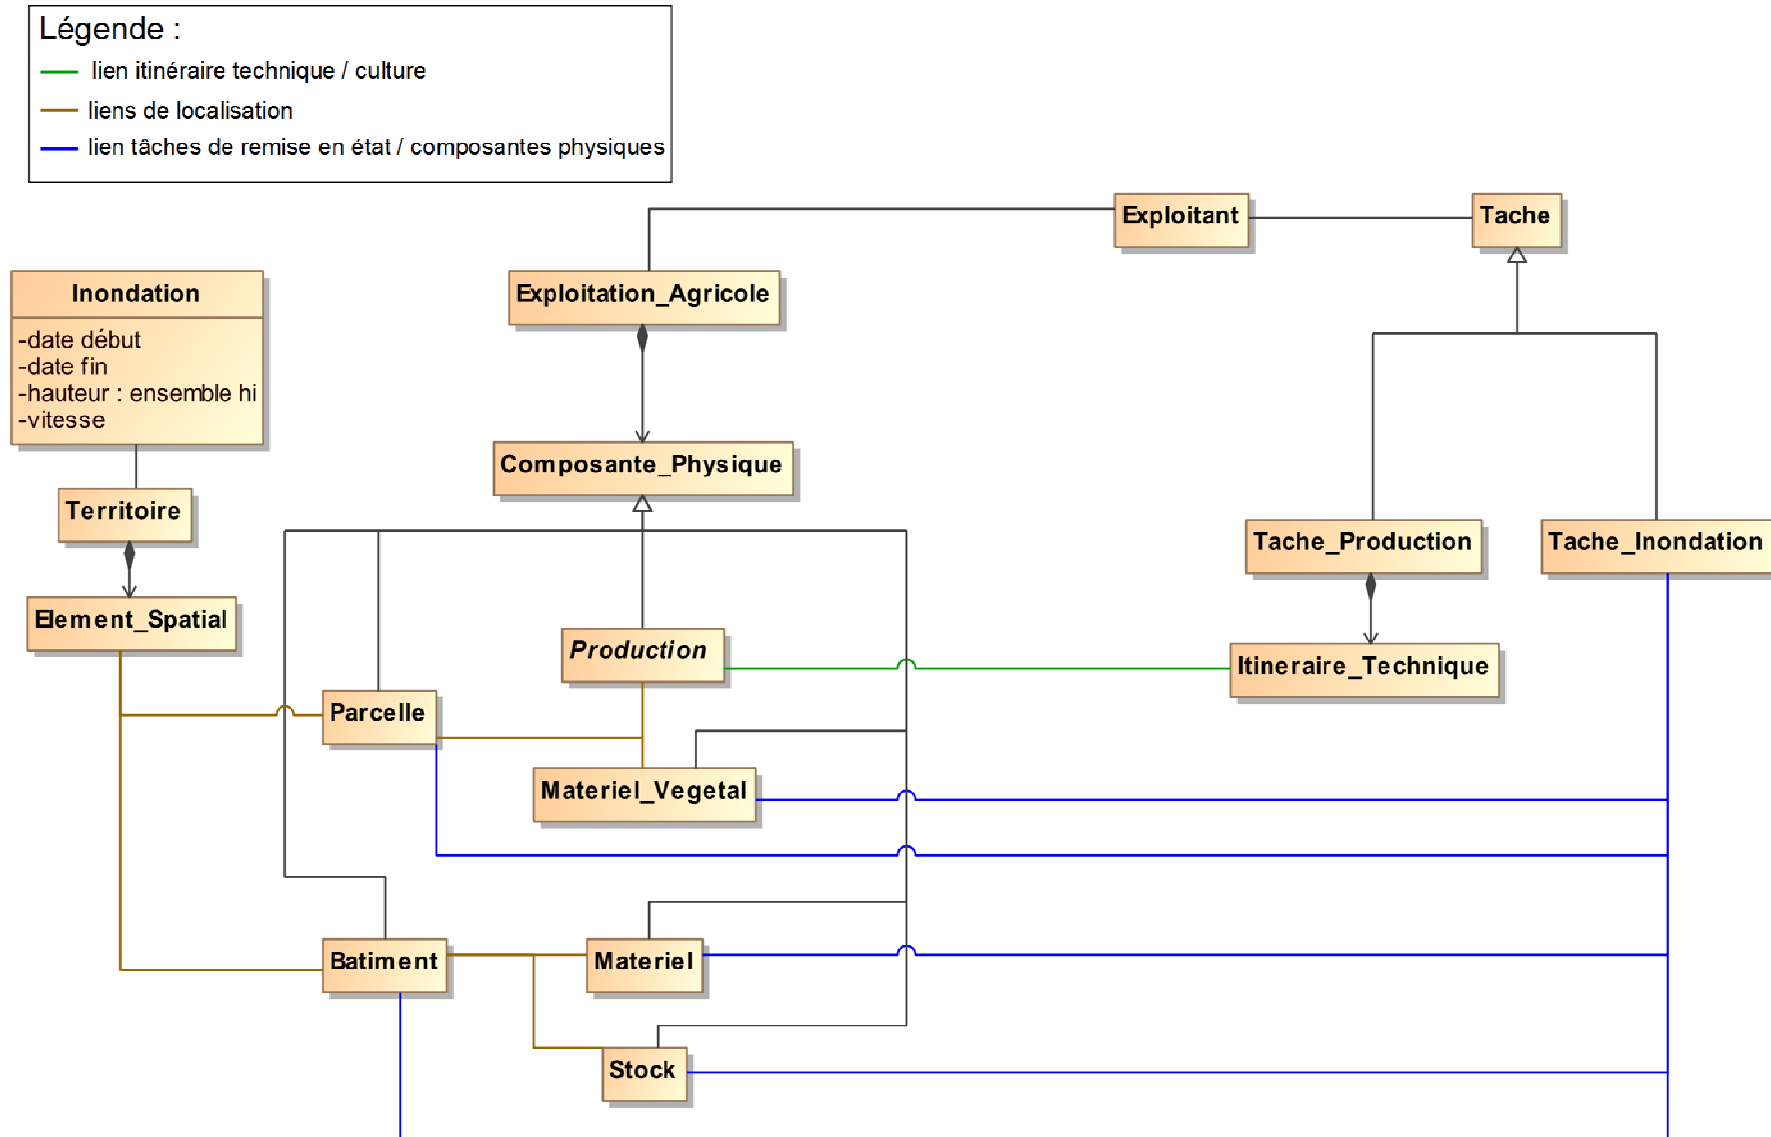 Légende :
lien itinéraire technique / culture
liens de localisation
lien tâches de remise en état / composantes physiques
Exploitant
Tache
Inondation
-date début
-date fin
-hauteur : ensemble hi
-vitesse
Exploitation_Agricole
Composante_Physique
Territoire
Tache_Production
Tache_Inondation
Element_Spatial
Production
Itineraire_Technique
Parcelle
Materiel_Vegetal
Batiment
Materiel
Stock